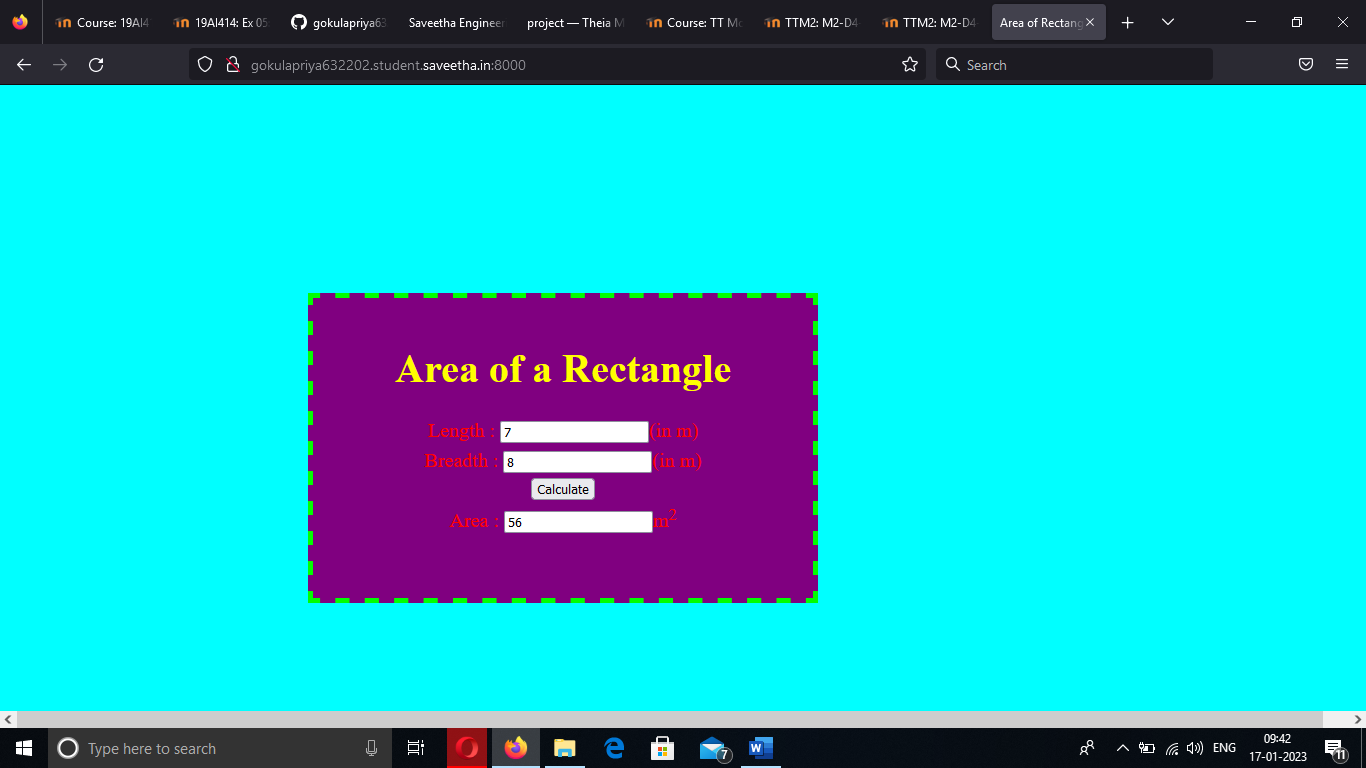 Course: 19AI4
19AI414: Ex 05
gokulapriya63
Saveetha Engineer
project — Theia M
Course: TT Mo
TTM2: M2-D4
TTM2: M2-D4
Area of Rectang
gokulapriya632202.student.saveetha.in:8000
Search
Area of a Rectangle
Length : 7 (in m)
Breadth : 8 (in m)
Calculate
Area : 56 m²
Type here to search
7
ENG
09:42
17-01-2023
11